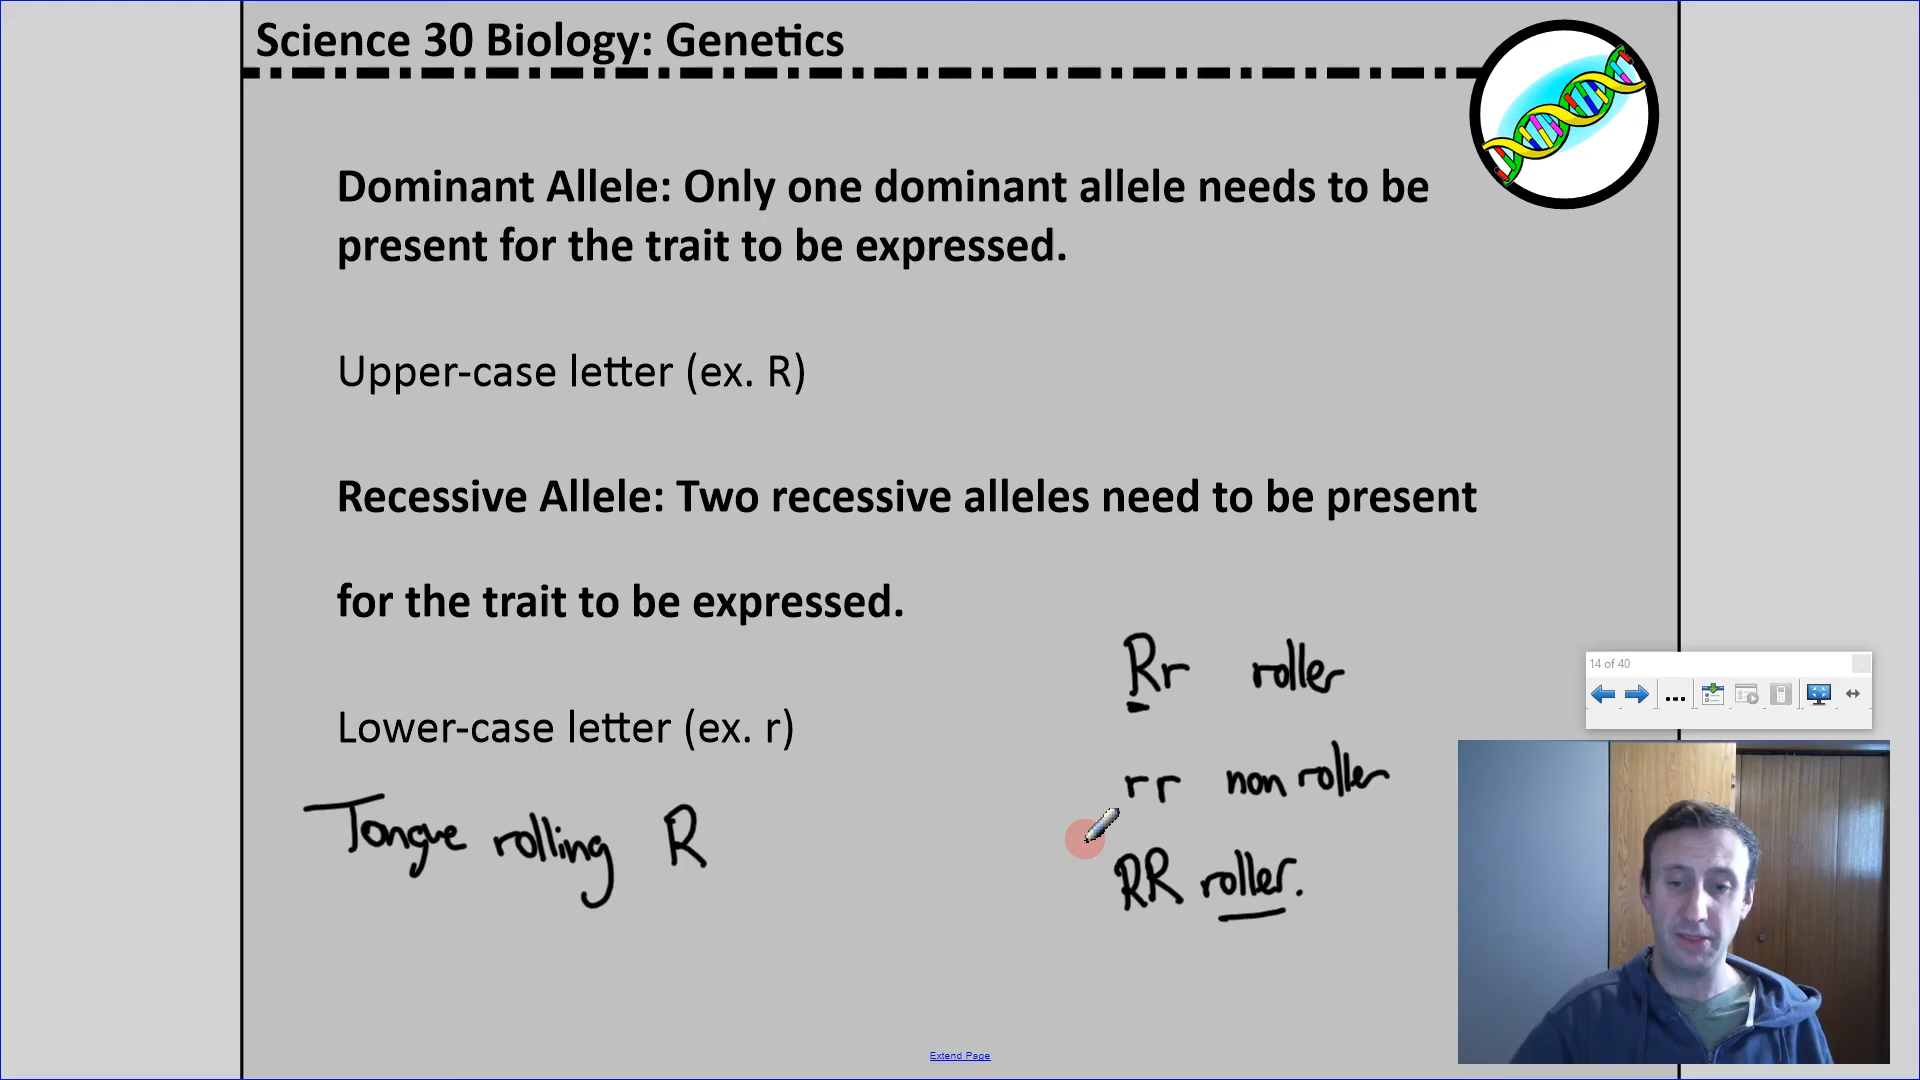 Science 30 Biology: Genetics
Dominant Allele: Only one dominant allele needs to be
present for the trait to be expressed.
Upper-case letter (ex. R)
Recessive Allele: Two recessive alleles need to be present
for the trait to be expressed.
Rr roller
14 of 40
Lower-case letter (ex. r)
rr non roller
Tongue rolling R
RR roller.
Extend Page